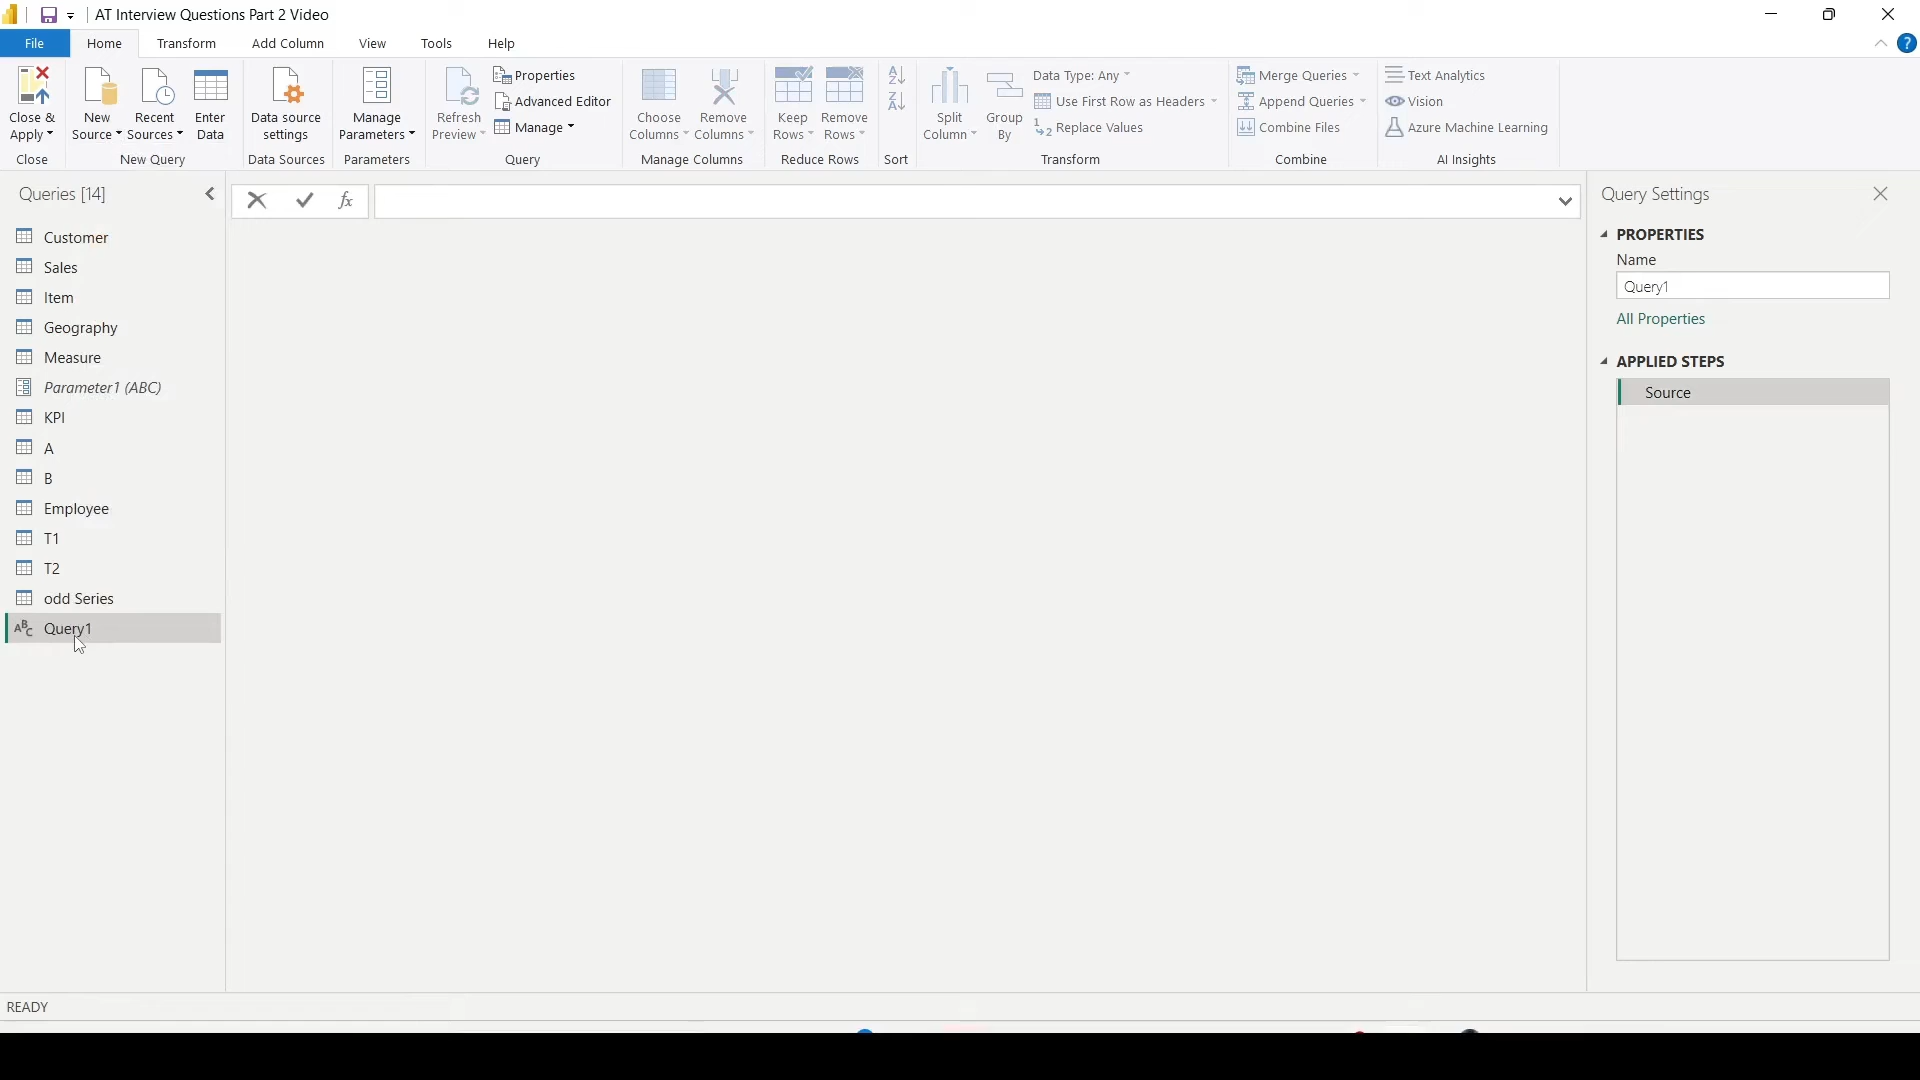 AT Interview Questions Part 2 Video
File Home Transform Add Column View Tools Help
?
Close & Apply
New Source
Recent Sources
Enter Data
Data source settings
Manage Parameters
Refresh Preview
Properties
Advanced Editor
Manage
Choose Columns
Remove Columns
Keep Rows
Remove Rows
A Z
Z A
Split Column
Group By
Data Type: Any
Use First Row as Headers
1 2 Replace Values
Merge Queries
Append Queries
Combine Files
Text Analytics
Vision
Azure Machine Learning
Close New Query Data Sources Parameters Query Manage Columns Reduce Rows Sort Transform Combine AI Insights
Queries [14]
Customer
Sales
Item
Geography
Measure
Parameter1 (ABC)
KPI
A
B
Employee
T1
T2
odd Series
ABC Query1
fx
Query Settings
PROPERTIES
Name
Query1
All Properties
APPLIED STEPS
Source
READY